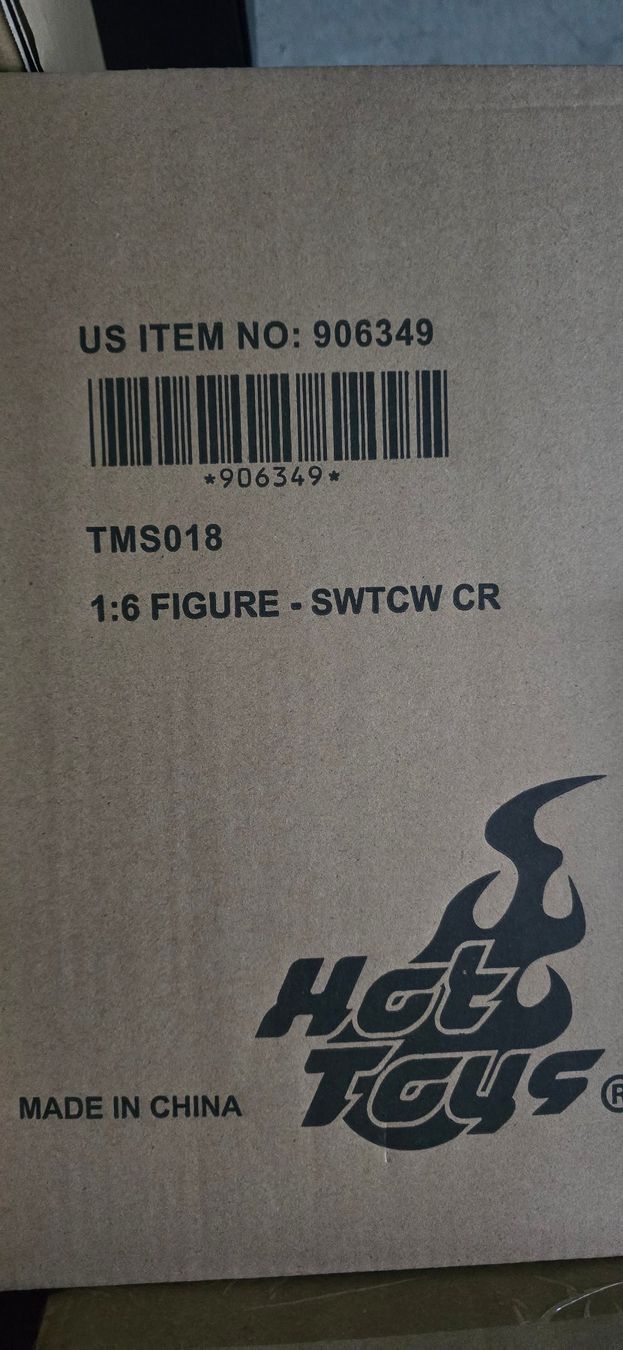 US ITEM NO: 906349
*906349*
TMS018
1:6 FIGURE - SWTCW CR
Hot
Toys ®
MADE IN CHINA